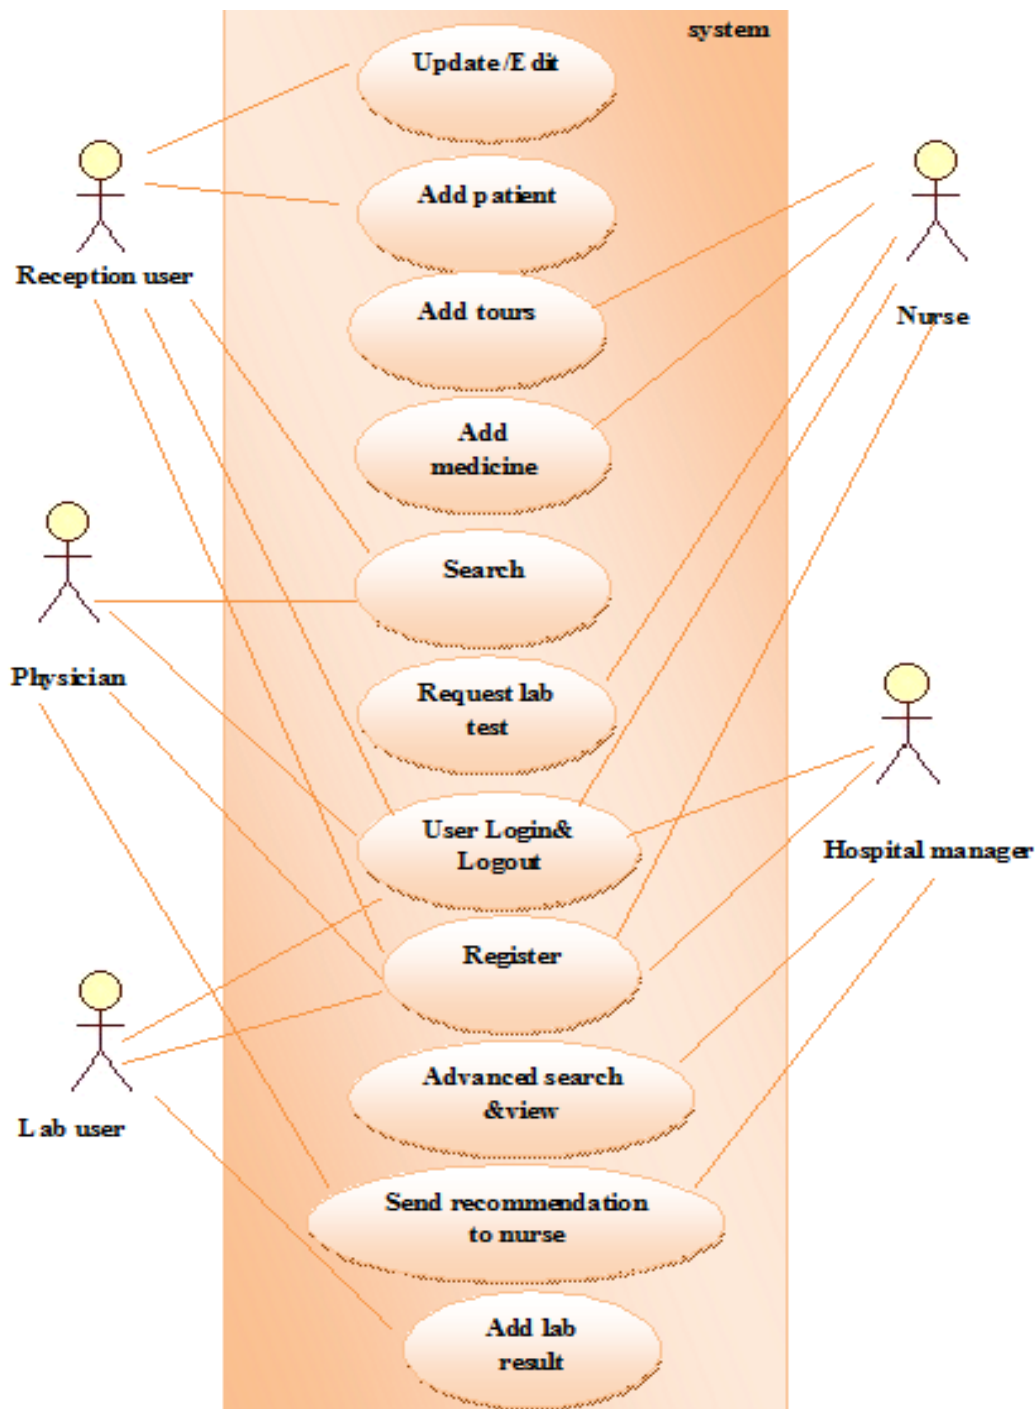 system
Update /Edit
Add patient
Reception user
Add tours
Nurse
Add
medicine
Search
Physician
Request lab
test
User Login&
Logout
Hospital manager
Register
Advanced search
&view
Lab user
Send recommendation
to nurse
Add lab
result